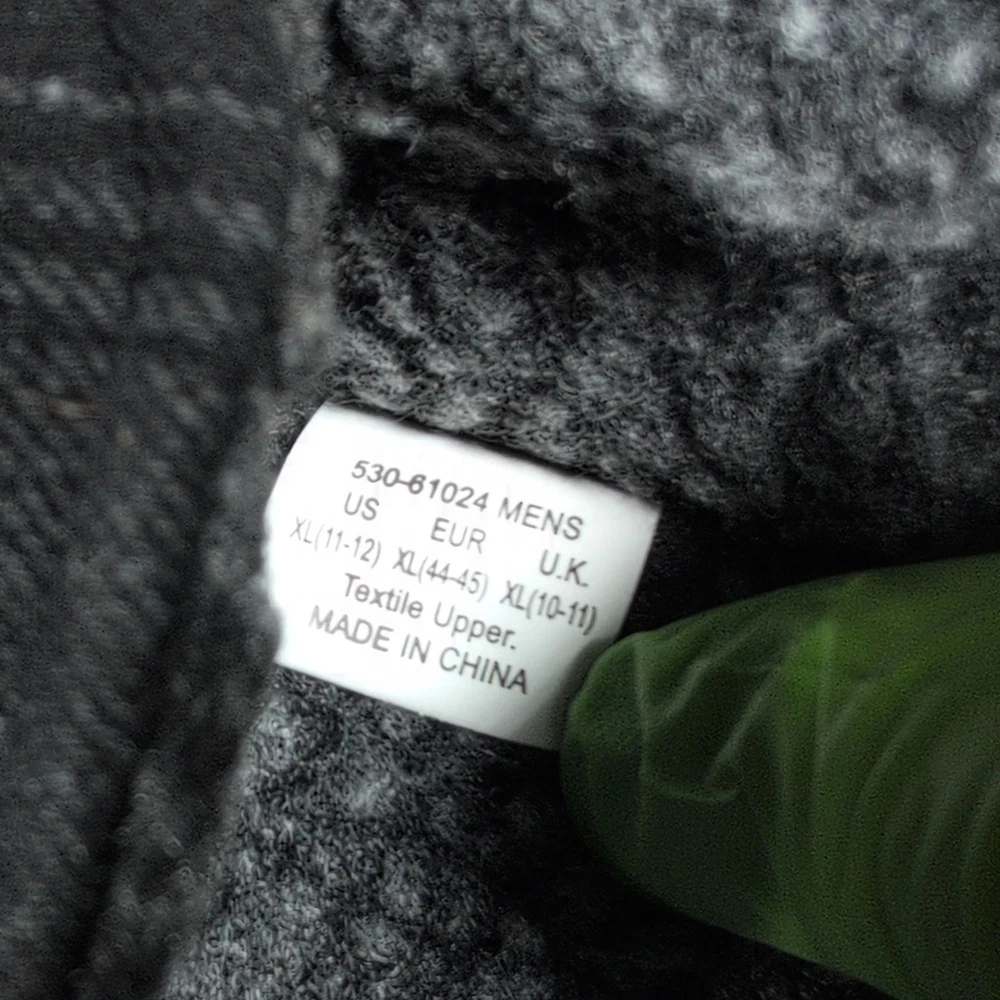 530-61024 MENS
US EUR U.K.
XL(11-12) XL(44-45) XL(10-11)
Textile Upper.
MADE IN CHINA